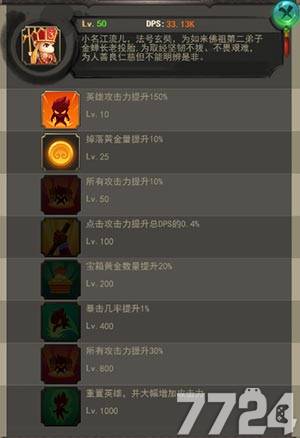 Lv. 50 DPS: 33.13K
小名江流儿，法号玄奘，为如来佛祖第二弟子
金蝉长老投胎，为取经坚韧不拔、不畏艰难，
为人善良仁慈但不能明辨是非。
英雄攻击力提升150%
Lv. 10
掉落黄金量提升10%
Lv. 25
所有攻击力提升10%
Lv. 50
点击攻击力提升总DPS的0.4%
Lv. 100
宝箱黄金数量提升20%
Lv. 200
暴击几率提升1%
Lv. 400
所有攻击力提升30%
Lv. 800
重置英雄，并大幅增加攻击力
Lv. 1000
7724